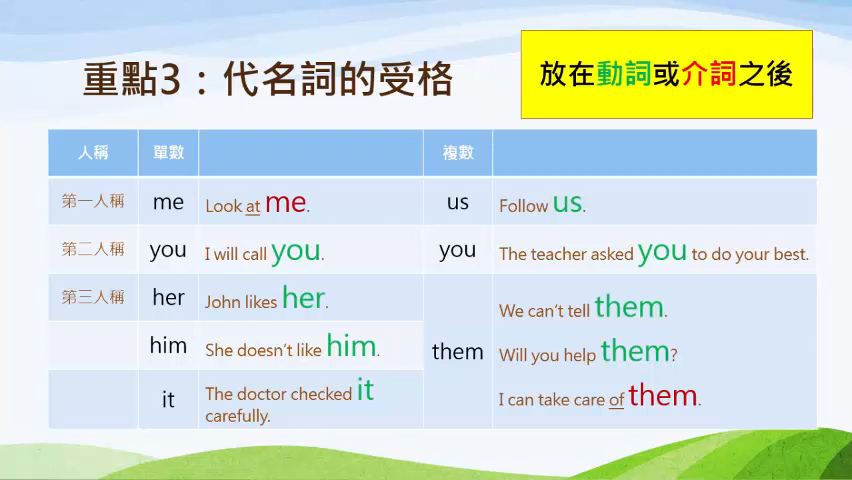 重點3：代名詞的受格
放在動詞或介詞之後
人稱 單數 複數
第一人稱 me Look at me. us Follow us.
第二人稱 you I will call you. you The teacher asked you to do your best.
第三人稱 her John likes her.
him She doesn't like him.
it The doctor checked it
carefully.
them
We can't tell them.
Will you help them?
I can take care of them.